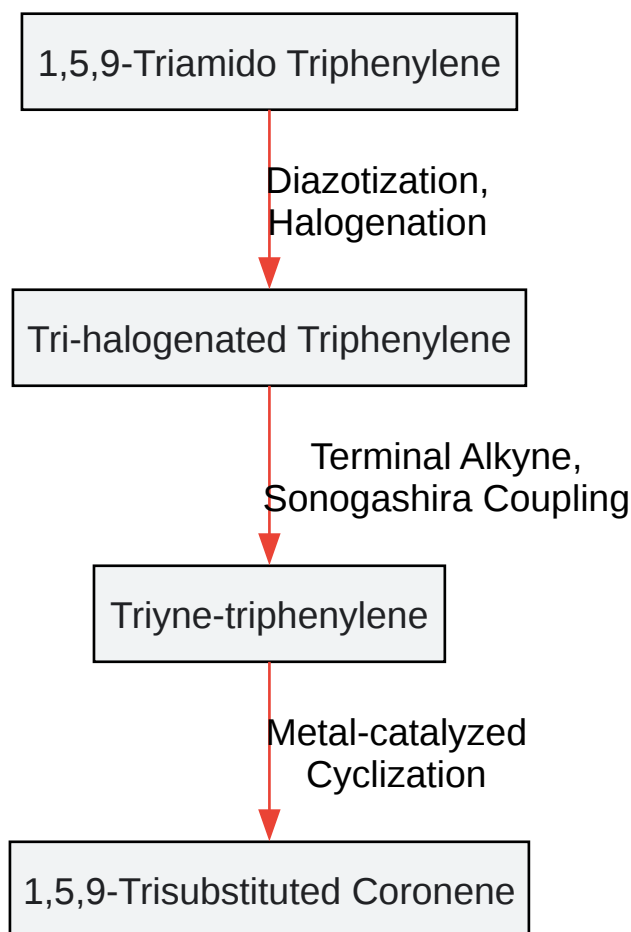 1,5,9-Triamido Triphenylene
Diazotization,
Halogenation
Tri-halogenated Triphenylene
Terminal Alkyne,
Sonogashira Coupling
Triyne-triphenylene
Metal-catalyzed
Cyclization
1,5,9-Trisubstituted Coronene